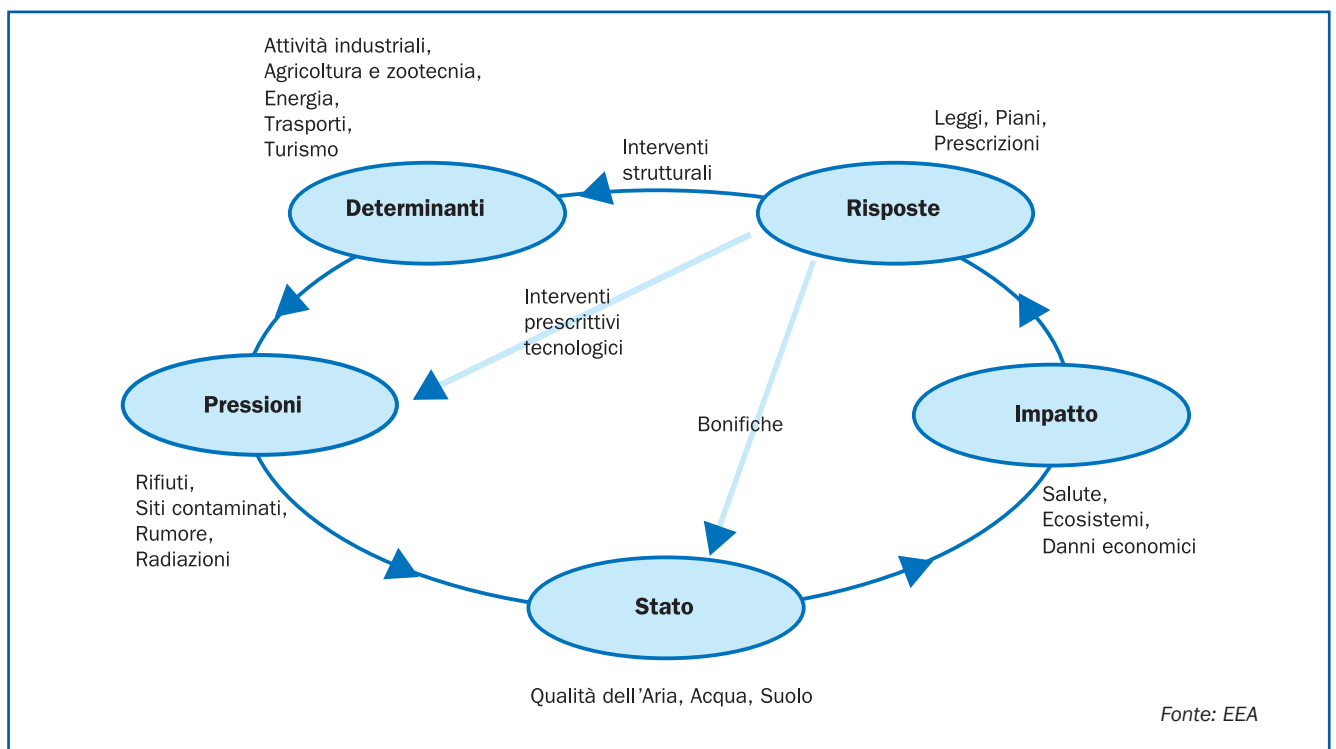 Attività industriali,
Agricoltura e zootecnia,
Energia,
Trasporti,
Turismo
Leggi, Piani,
Prescrizioni
Interventi
strutturali
Determinanti
Risposte
Interventi
prescrittivi
tecnologici
Pressioni
Bonifiche
Impatto
Rifiuti,
Siti contaminati,
Rumore,
Radiazioni
Salute,
Ecosistemi,
Danni economici
Stato
Qualità dell'Aria, Acqua, Suolo
Fonte: EEA